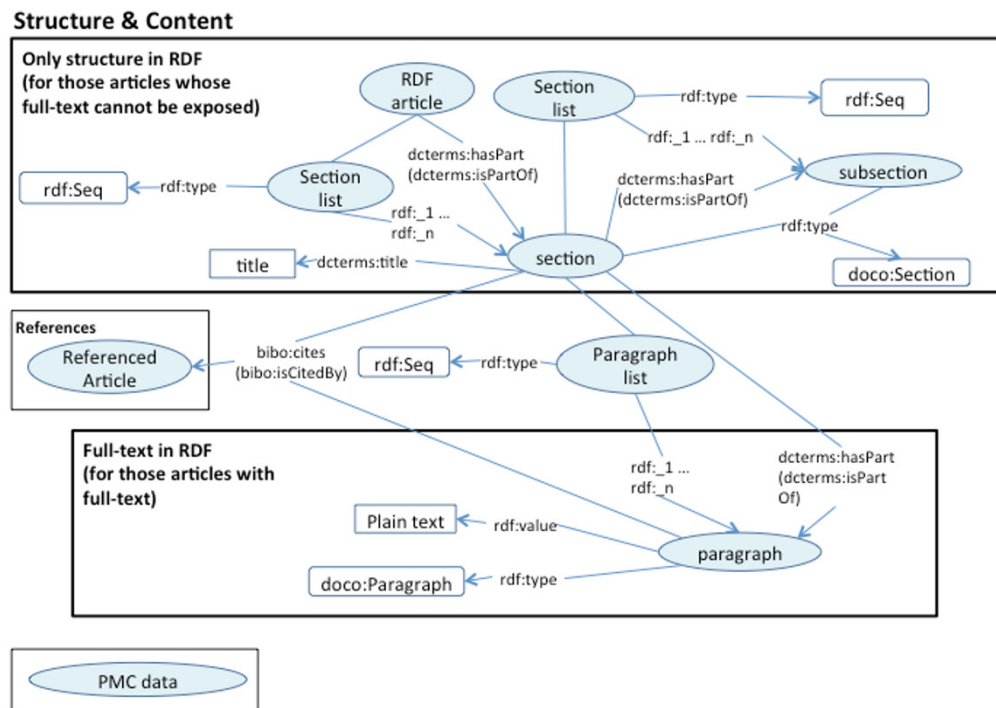 Structure & Content
Only structure in RDF
(for those articles whose
full-text cannot be exposed)
RDF
article
Section
list
rdf:type
rdf:Seq
rdf:_1 ... rdf:_n
dcterms:hasPart
(dcterms:isPartOf)
subsection
rdf:Seq
rdf:type
Section
list
dcterms:hasPart
(dcterms:isPartOf)
rdf:_1 ...
rdf:_n
rdf:type
title
dcterms:title
section
doco:Section
References
Referenced
Article
bibo:cites
(bibo:isCitedBy)
rdf:Seq
rdf:type
Paragraph
list
Full-text in RDF
(for those articles with
full-text)
rdf:_1 ...
rdf:_n
dcterms:hasPart
(dcterms:isPart
Of)
Plain text
rdf:value
paragraph
doco:Paragraph
rdf:type
PMC data